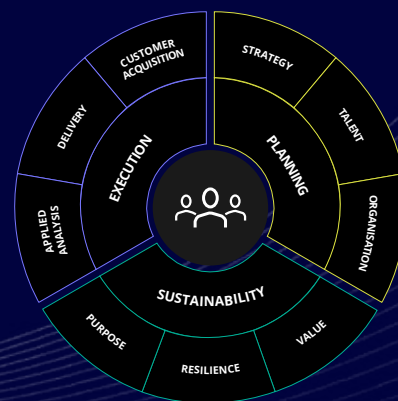 CUSTOMER
ACQUISITION
STRATEGY
DELIVERY
TALENT
EXECUTION
PLANNING
APPLIED
ANALYSIS
ORGANISATION
SUSTAINABILITY
PURPOSE
RESILIENCE
VALUE